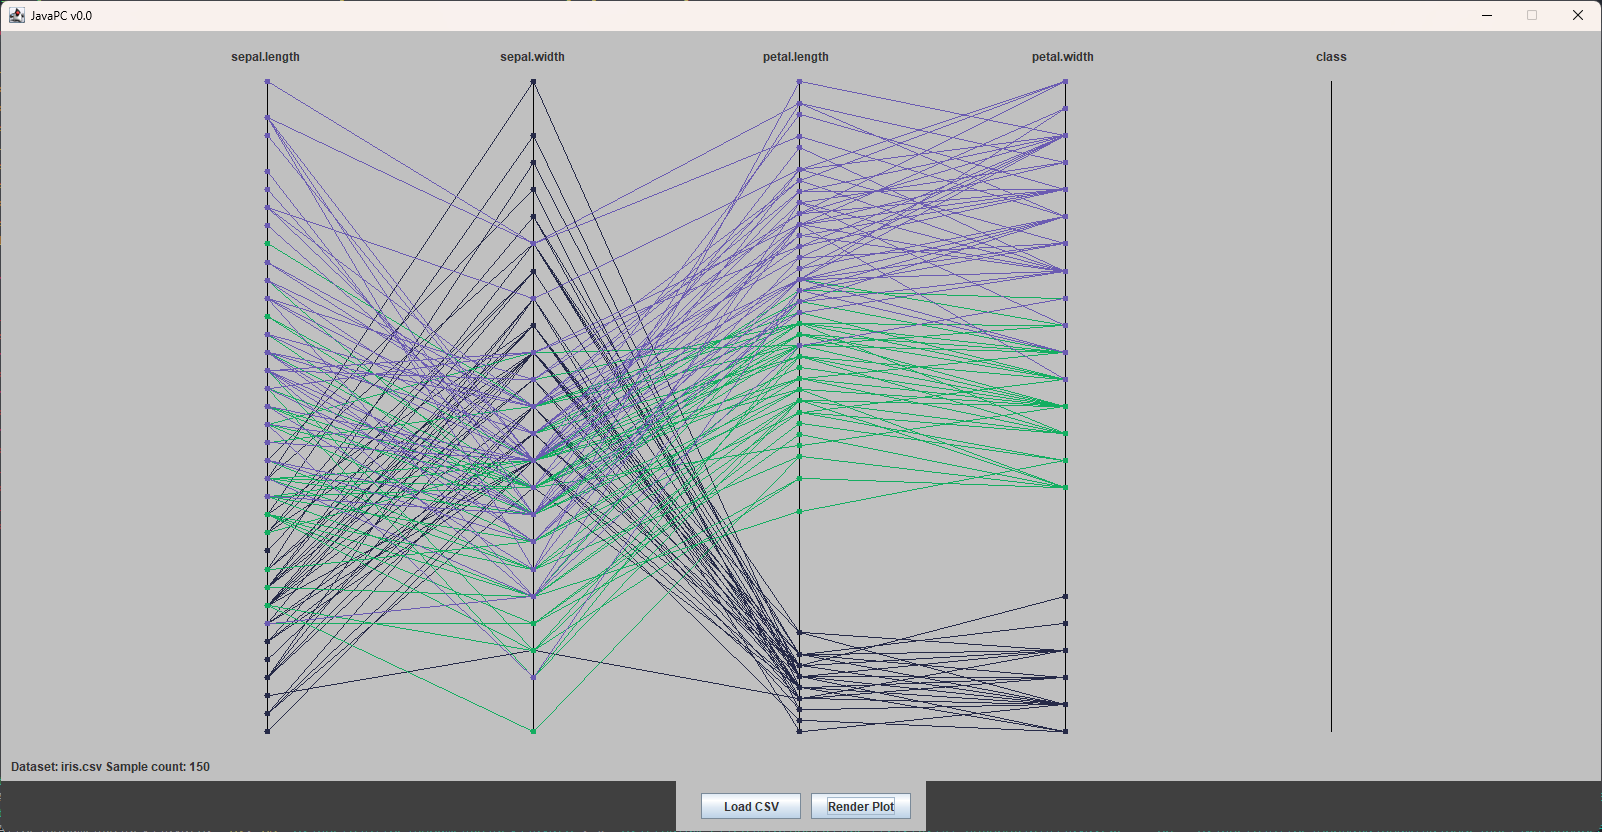 JavaPC v0.0
sepal.length sepal.width petal.length petal.width class
Dataset: iris.csv Sample count: 150
Load CSV Render Plot